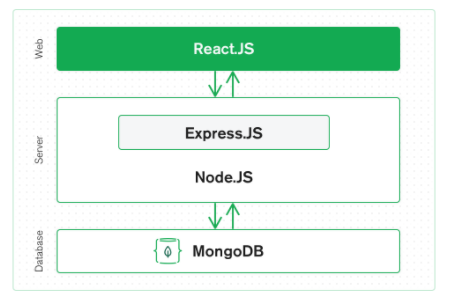 Web
React.JS
Server
Express.JS
Node.JS
Database
MongoDB